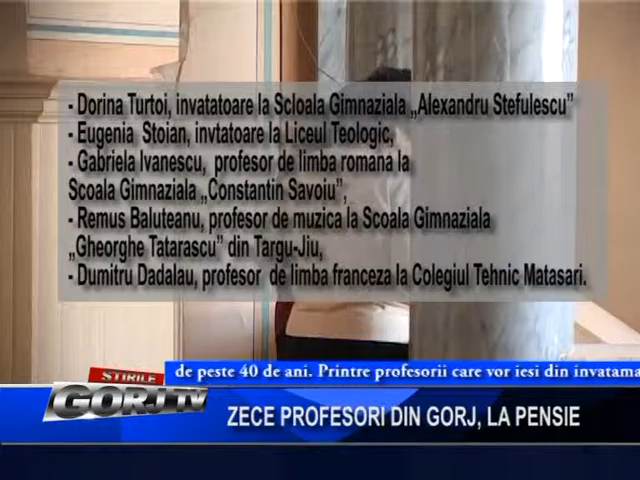 - Dorina Turtoi, invatatoare la Scloala Gimnaziala „Alexandru Stefulescu”
- Eugenia Stoian, invtatoare la Liceul Teologic,
- Gabriela Ivanescu, profesor de limba romana la
Scoala Gimnaziala „Constantin Savoiu”,
- Remus Baluteanu, profesor de muzica la Scoala Gimnaziala
„Gheorghe Tatarascu” din Targu-Jiu,
- Dumitru Dadalau, profesor de limba franceza la Colegiul Tehnic Matasari.
de peste 40 de ani. Printre profesorii care vor iesi din invatama
STIRILE
GORJ TV
ZECE PROFESORI DIN GORJ, LA PENSIE